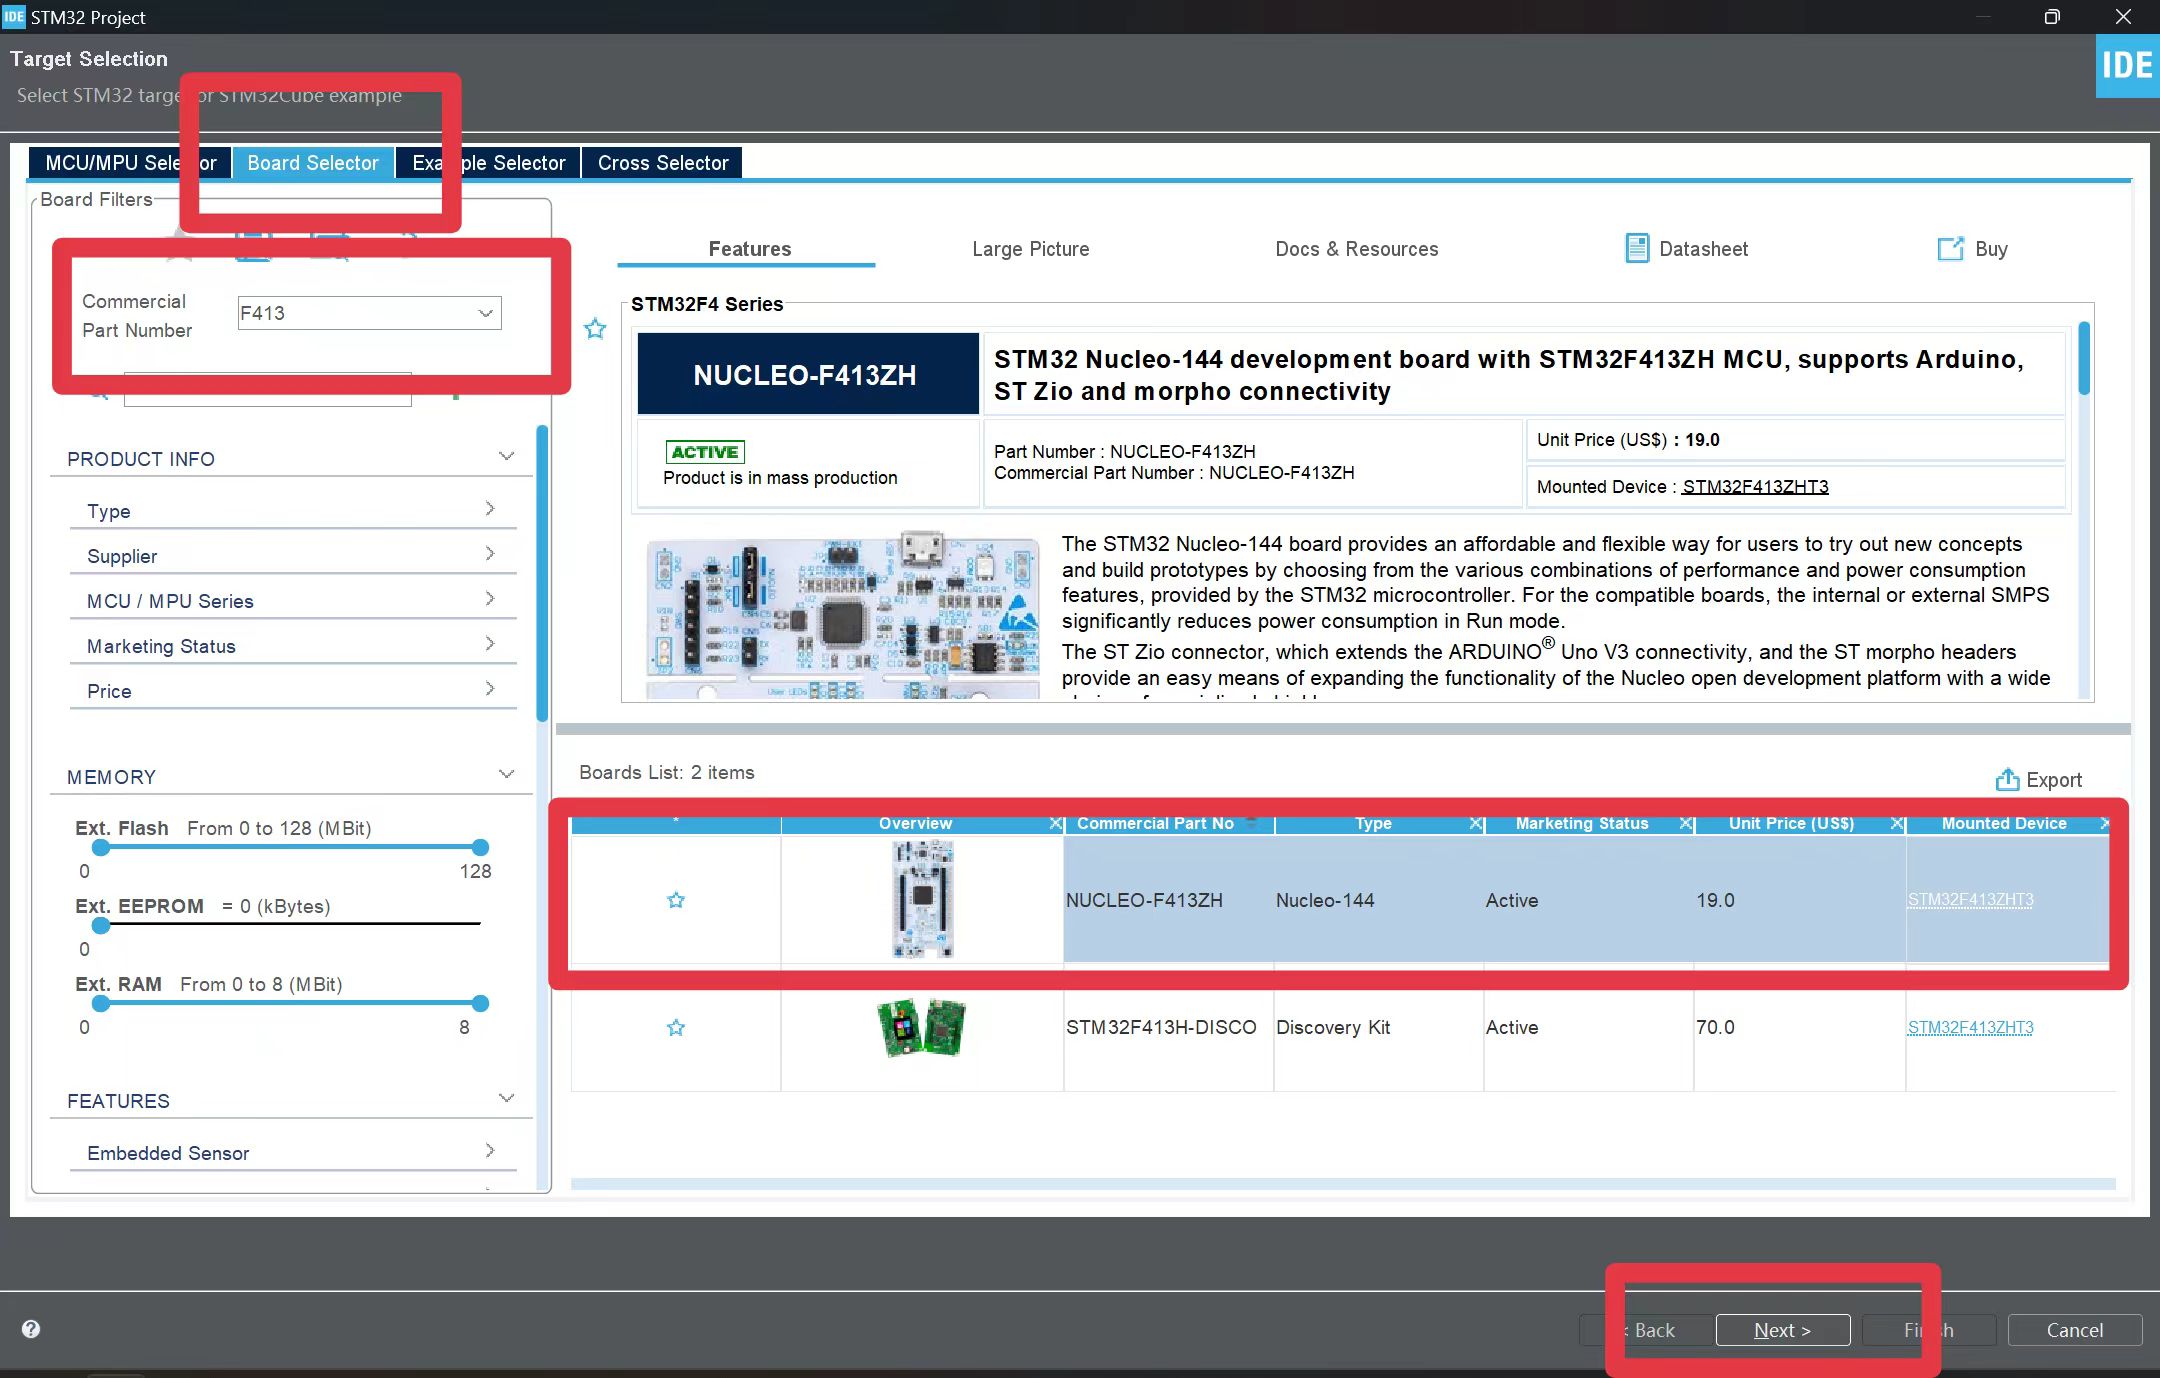 IDE STM32 Project
Target Selection
IDE
Select STM32 target or STM32Cube example
MCU/MPU Selector
Board Selector
Example Selector
Cross Selector
Board Filters
Commercial
Part Number
F413
PRODUCT INFO
Type
Supplier
MCU / MPU Series
Marketing Status
Price
MEMORY
Ext. Flash From 0 to 128 (MBit)
0 128
Ext. EEPROM = 0 (kBytes)
0
Ext. RAM From 0 to 8 (MBit)
0 8
FEATURES
Embedded Sensor
Features
Large Picture
Docs & Resources
Datasheet
Buy
STM32F4 Series
NUCLEO-F413ZH
STM32 Nucleo-144 development board with STM32F413ZH MCU, supports Arduino,
ST Zio and morpho connectivity
ACTIVE
Product is in mass production
Part Number : NUCLEO-F413ZH
Commercial Part Number : NUCLEO-F413ZH
Unit Price (US$) : 19.0
Mounted Device : STM32F413ZHT3
The STM32 Nucleo-144 board provides an affordable and flexible way for users to try out new concepts
and build prototypes by choosing from the various combinations of performance and power consumption
features, provided by the STM32 microcontroller. For the compatible boards, the internal or external SMPS
significantly reduces power consumption in Run mode.
The ST Zio connector, which extends the ARDUINO® Uno V3 connectivity, and the ST morpho headers
provide an easy means of expanding the functionality of the Nucleo open development platform with a wide
Boards List: 2 items
Export
* Overview Commercial Part No Type Marketing Status Unit Price (US$) Mounted Device
NUCLEO-F413ZH Nucleo-144 Active 19.0 STM32F413ZHT3
STM32F413H-DISCO Discovery Kit Active 70.0 STM32F413ZHT3
?
< Back
Next >
Finish
Cancel